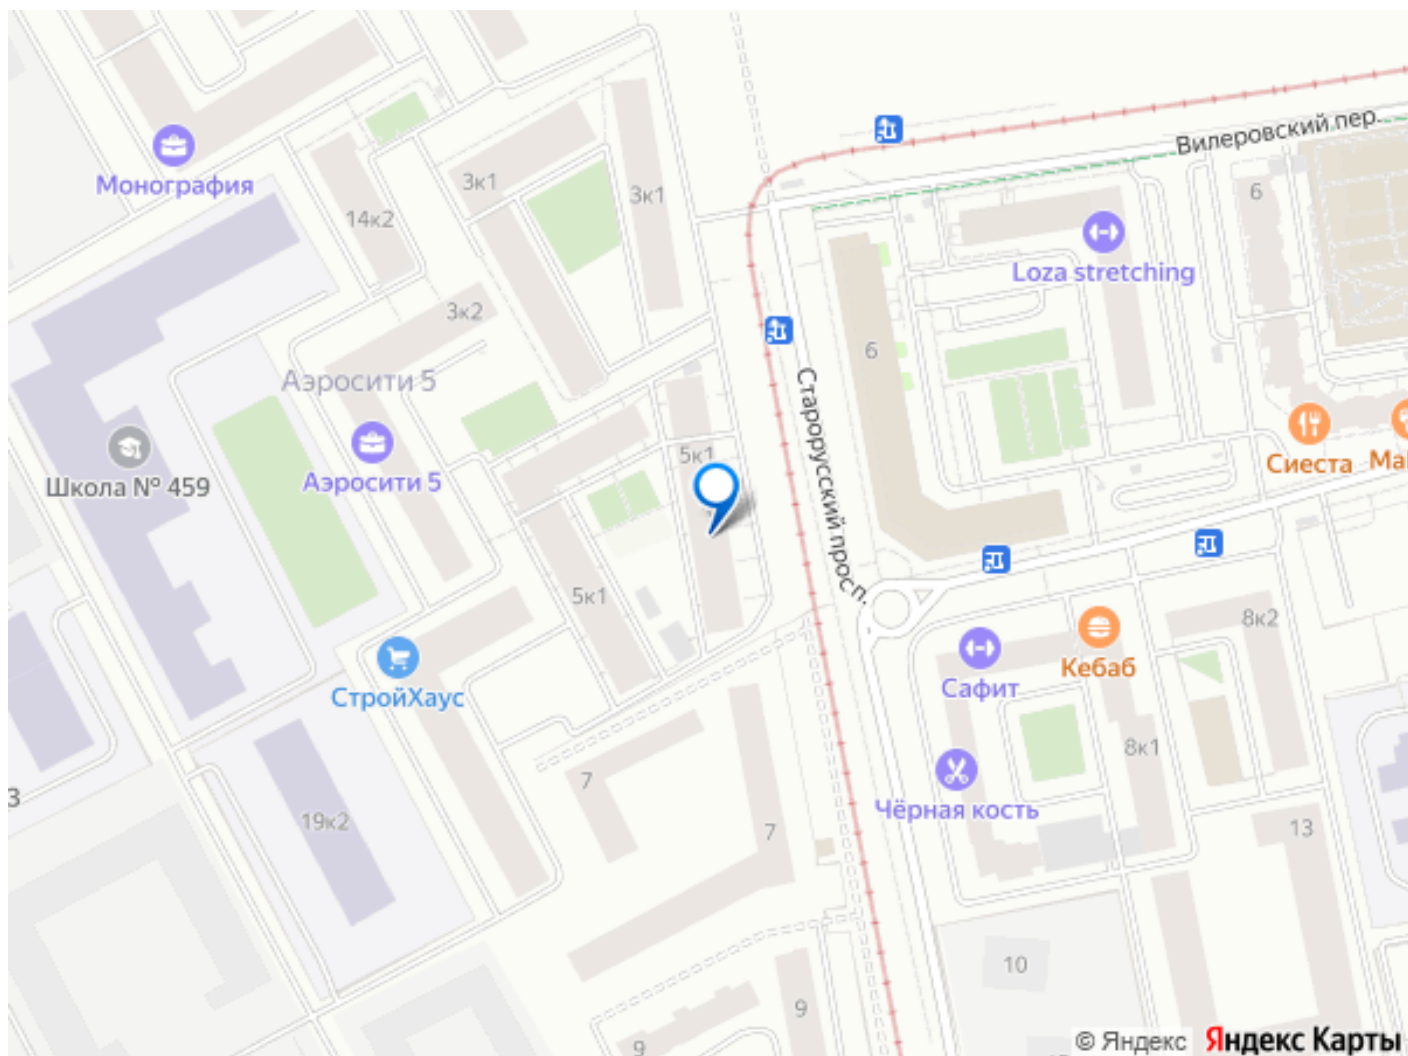 Вилеровский пер.
Монография
3к1
3к1
14к2
6
Loza stretching
3к2
6
Аэросити 5
Старорусский просп.
Школа № 459
Аэросити 5
5к1
Сиеста
5к1
8к2
Кебаб
Сафит
СтройХаус
8к1
7
Чёрная кость
3
19к2
7
13
10
9
9
© Яндекс Яндекс Карты